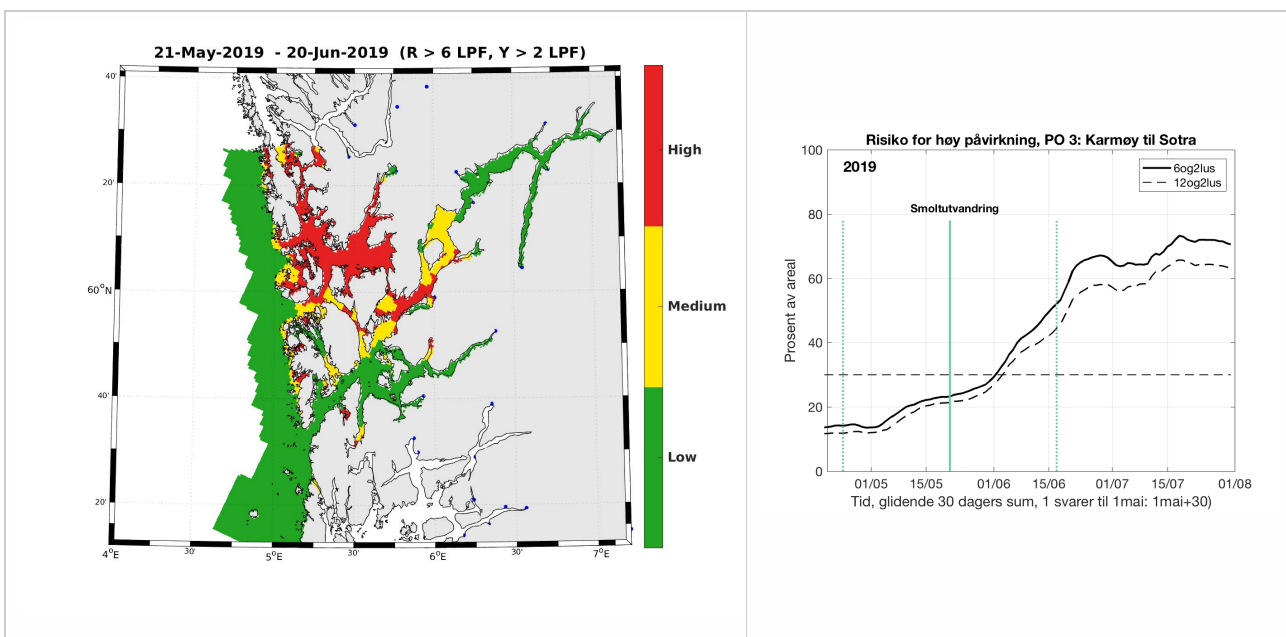 21-May-2019 - 20-Jun-2019 (R > 6 LPF, Y > 2 LPF)
40'
20'
60°N
40'
20'
4°E
30'
5°E
30'
6°E
30'
7°E
High
Medium
Low
Risiko for høy påvirkning, PO 3: Karmøy til Sotra
100
80
60
40
20
0
Prosent av areal
2019
6og2lus
12og2lus
Smoltutvandring
01/05 15/05 01/06 15/06 01/07 15/07 01/08
Tid, glidende 30 dagers sum, 1 svarer til 1mai: 1mai+30)